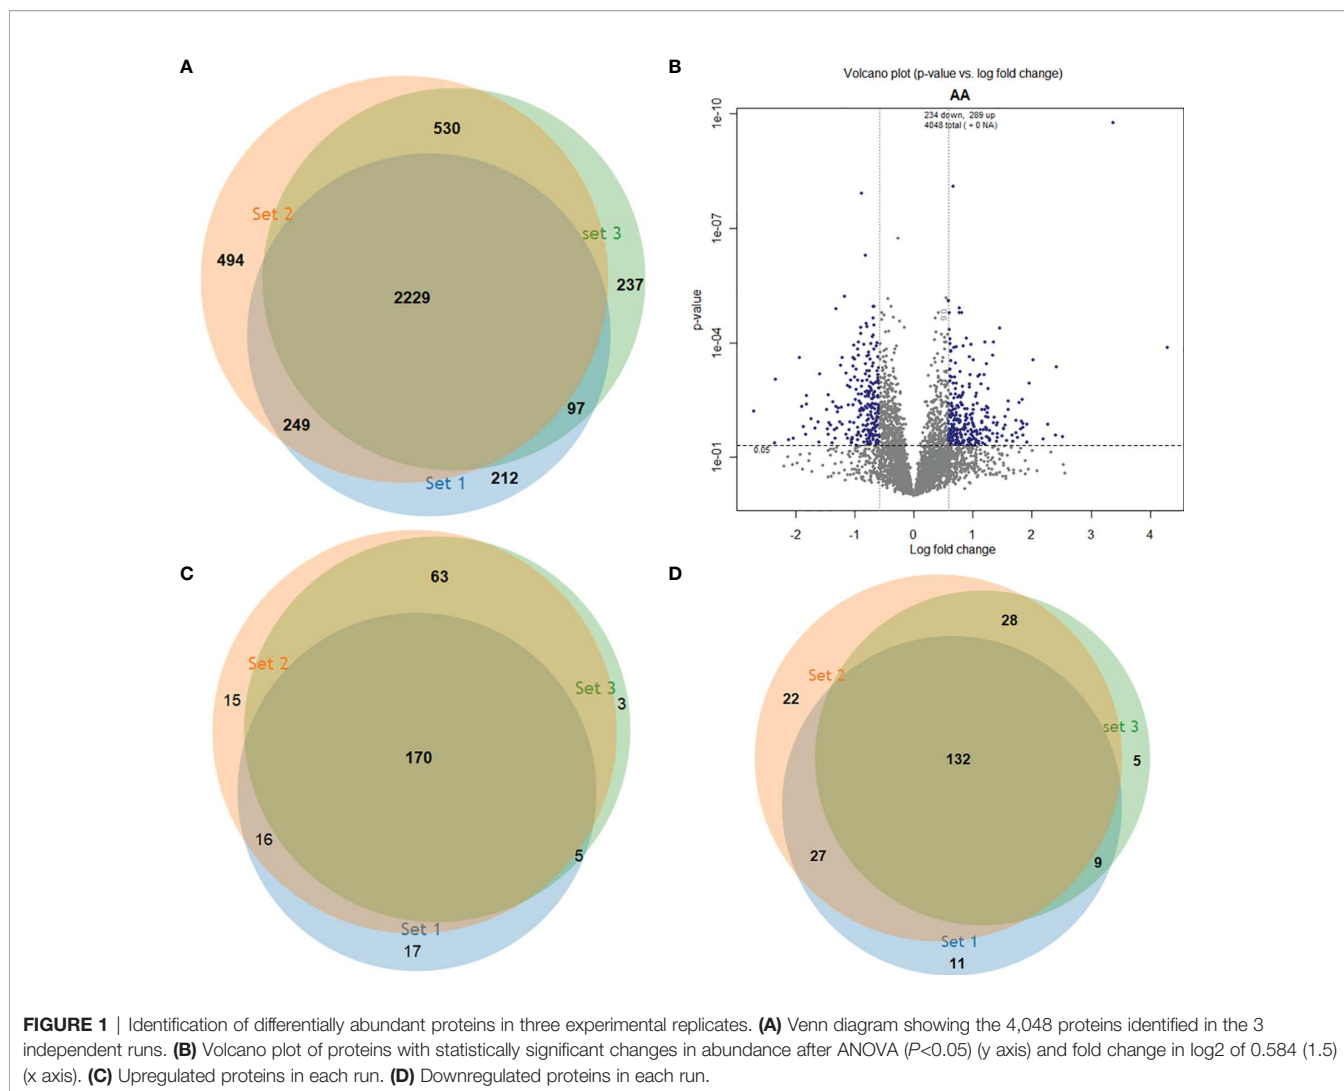 A
530
Set 2
set 3
494
237
2229
97
249
Set 1
212
B
Volcano plot (p-value vs. log fold change)
AA
234 down, 289 up
4048 total ( + 0 NA)
1e-10
1e-07
1e-04
1e-01
p-value
0.05
-2
-1
0
1
2
3
4
Log fold change
C
63
Set 2
Set 3
15
3
170
16
5
Set 1
17
D
28
Set 2
22
set 3
132
5
27
9
Set 1
11
FIGURE 1 | Identification of differentially abundant proteins in three experimental replicates. (A) Venn diagram showing the 4,048 proteins identified in the 3
independent runs. (B) Volcano plot of proteins with statistically significant changes in abundance after ANOVA (P<0.05) (y axis) and fold change in log2 of 0.584 (1.5)
(x axis). (C) Upregulated proteins in each run. (D) Downregulated proteins in each run.